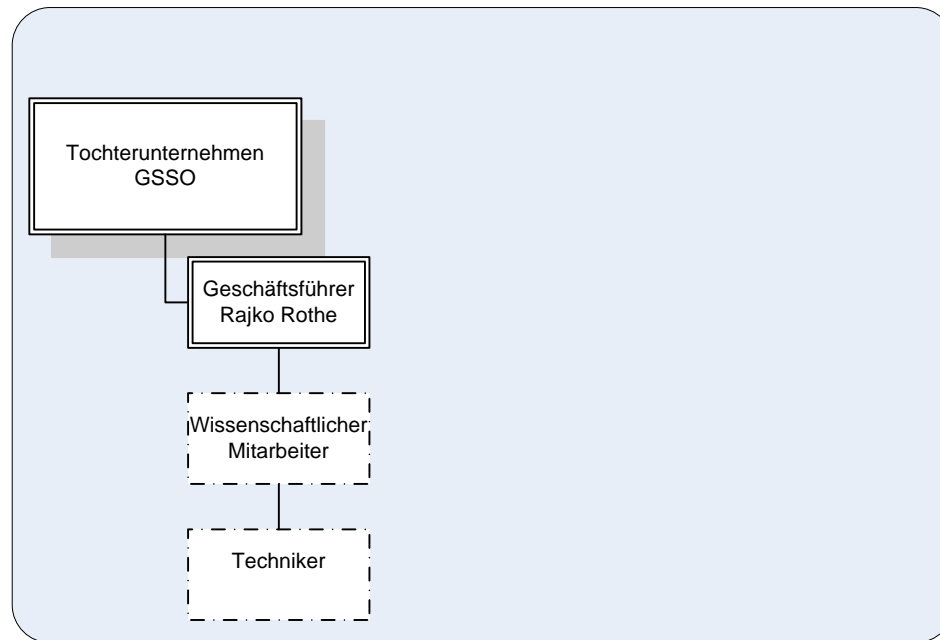 Tochterunternehmen
GSSO
Geschäftsführer
Rajko Rothe
Wissenschaftlicher
Mitarbeiter
Techniker